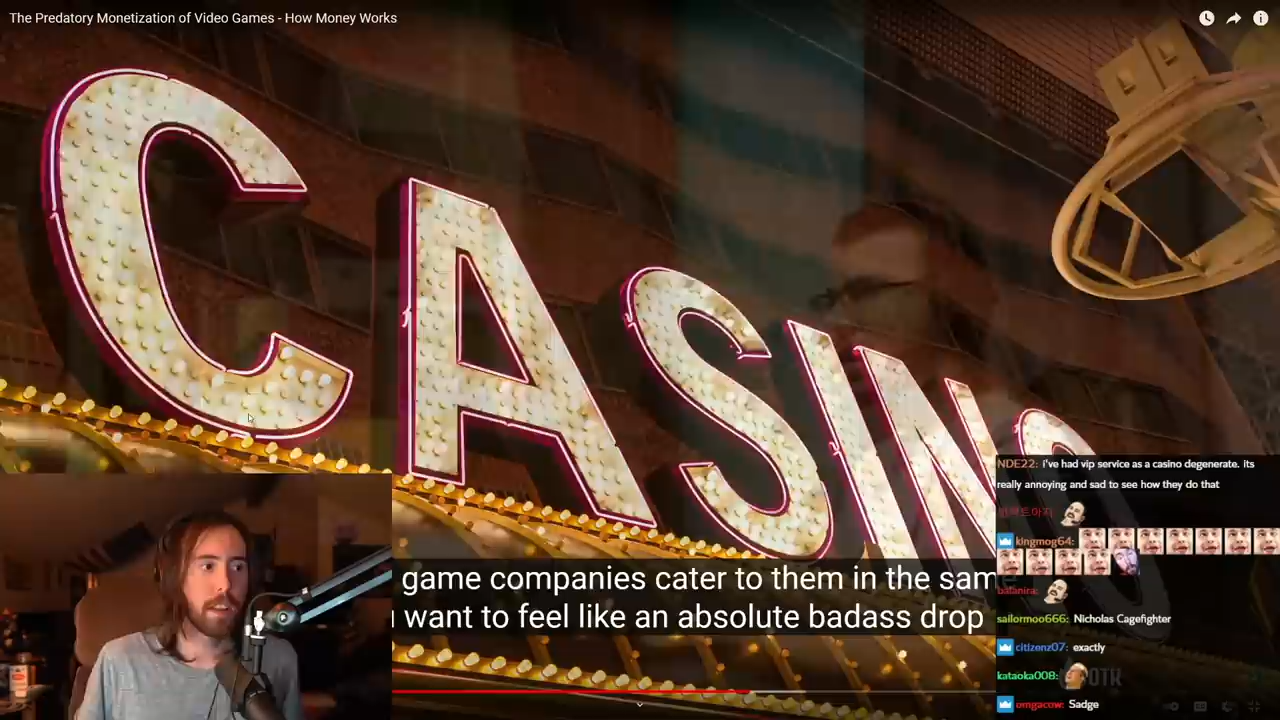 The Predatory Monetization of Video Games - How Money Works
CASINO
NDE22: i've had vip service as a casino degenerate. its
really annoying and sad to see how they do that
kingmog64:
game companies cater to them in the same
want to feel like an absolute badass drop
batanira:
sailormoo666: Nicholas Cagefighter
citizenz07: exactly
kataoka008:
omgacow: Sadge